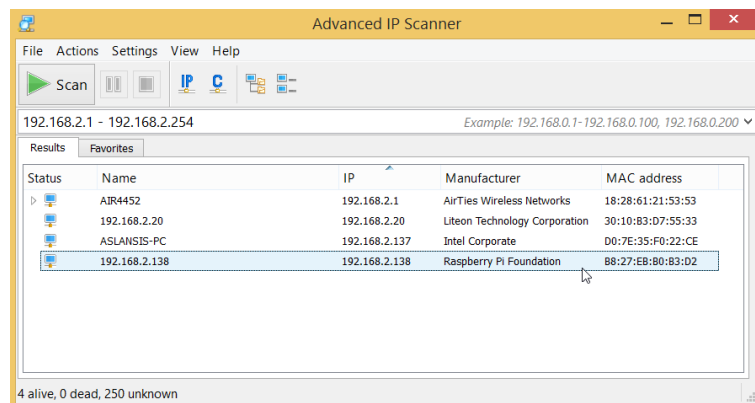 Advanced IP Scanner
File Actions Settings View Help
Scan IP C
192.168.2.1 - 192.168.2.254 Example: 192.168.0.1-192.168.0.100, 192.168.0.200
Results Favorites
Status Name IP Manufacturer MAC address
AIR4452 192.168.2.1 AirTies Wireless Networks 18:28:61:21:53:53
192.168.2.20 192.168.2.20 Liteon Technology Corporation 30:10:B3:D7:55:33
ASLANSIS-PC 192.168.2.137 Intel Corporate D0:7E:35:F0:22:CE
192.168.2.138 192.168.2.138 Raspberry Pi Foundation B8:27:EB:B0:B3:D2
4 alive, 0 dead, 250 unknown